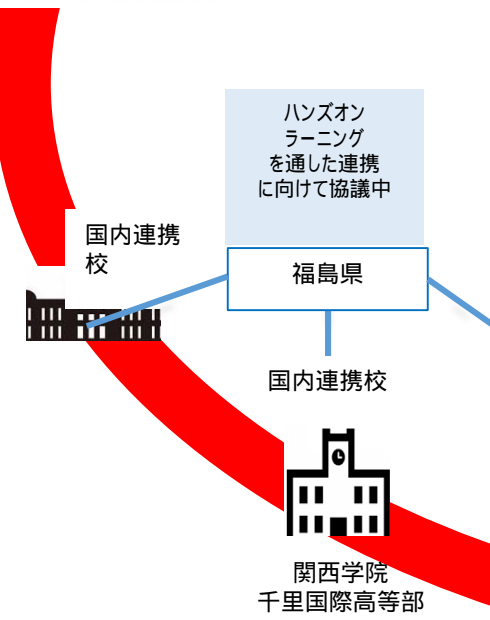 ハンズオン
ラーニング
を通した連携
に向けて協議中
国内連携
校
福島県
国内連携校
関西学院
千里国際高等部